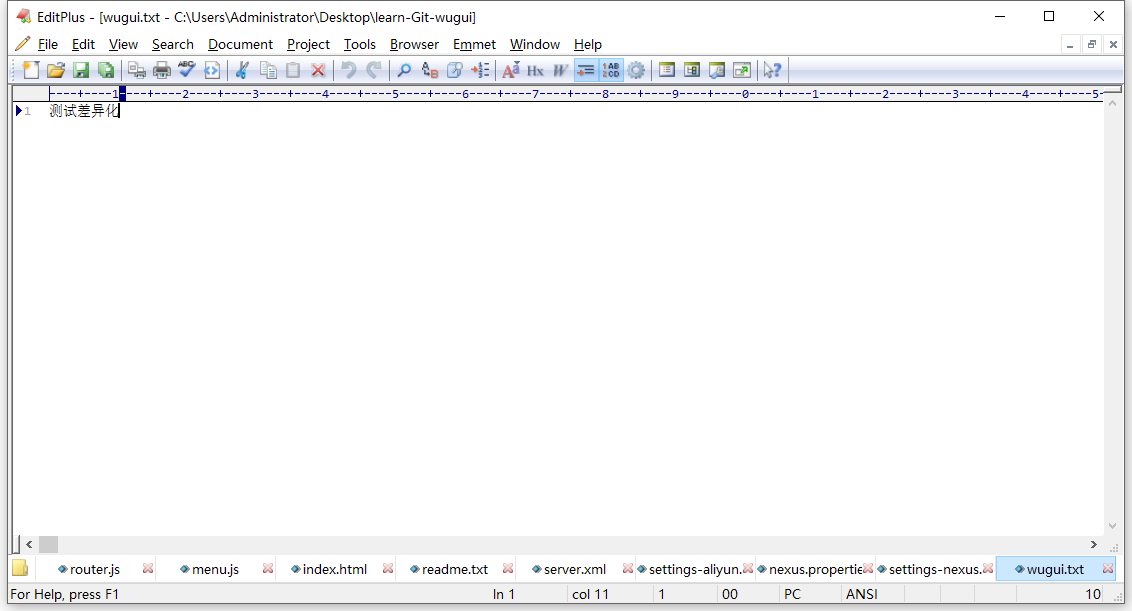 EditPlus - [wugui.txt - C:\Users\Administrator\Desktop\learn-Git-wugui]
File Edit View Search Document Project Tools Browser Emmet Window Help
----+----1----+----2----+----3----+----4----+----5----+----6----+----7----+----8----+----9----+----0----+----1----+----2----+----3----+----4----+----5-
1 测试差异化
router.js menu.js index.html readme.txt server.xml settings-aliyun. nexus.propertie settings-nexus. wugui.txt
For Help, press F1 ln 1 col 11 1 00 PC ANSI 10